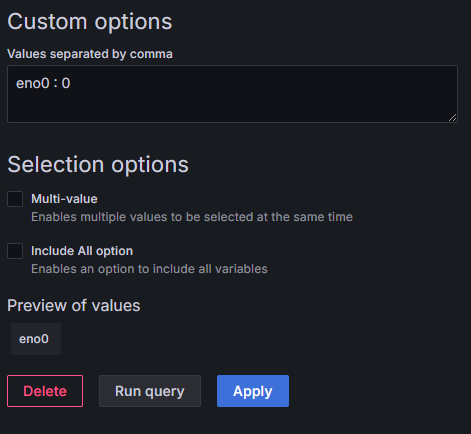 Custom options
Values separated by comma
eno0 : 0
Selection options
Multi-value
Enables multiple values to be selected at the same time
Include All option
Enables an option to include all variables
Preview of values
eno0
Delete
Run query
Apply